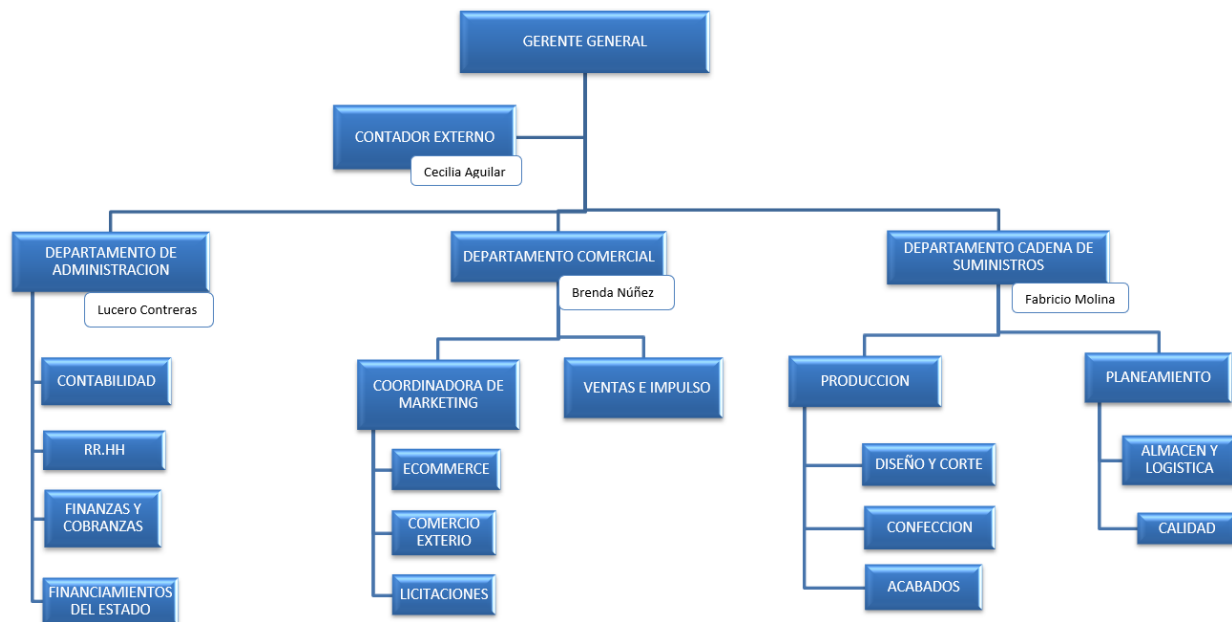 GERENTE GENERAL
CONTADOR EXTERNO
Cecilia Aguilar
DEPARTAMENTO DE
ADMINISTRACION
Lucero Contreras
DEPARTAMENTO COMERCIAL
Brenda Núñez
DEPARTAMENTO CADENA DE
SUMINISTROS
Fabricio Molina
CONTABILIDAD
RR.HH
FINANZAS Y
COBRANZAS
FINANCIAMIENTOS
DEL ESTADO
COORDINADORA DE
MARKETING
VENTAS E IMPULSO
ECOMMERCE
COMERCIO
EXTERIO
LICITACIONES
PRODUCCION
DISEÑO Y CORTE
CONFECCION
ACABADOS
PLANEAMIENTO
ALMACEN Y
LOGISTICA
CALIDAD